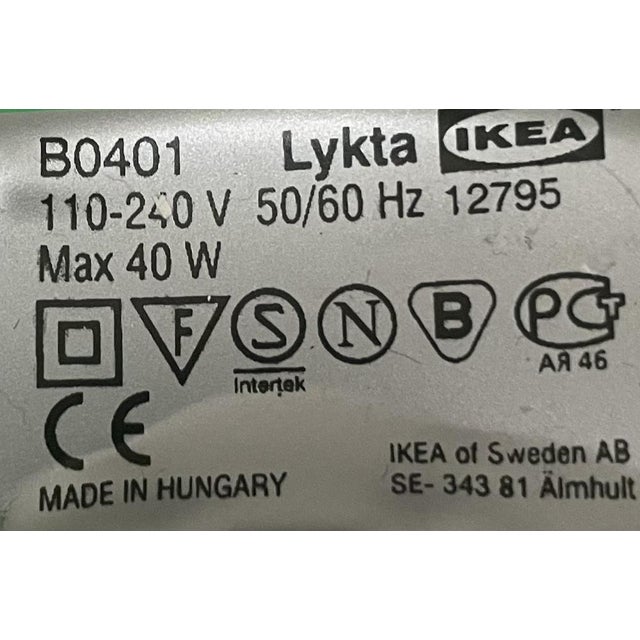 B0401 Lykta IKEA
110-240 V 50/60 Hz 12795
Max 40 W
F S N B PCT
Intertek
АЯ 46
CE
MADE IN HUNGARY
IKEA of Sweden AB
SE- 343 81 Älmhult